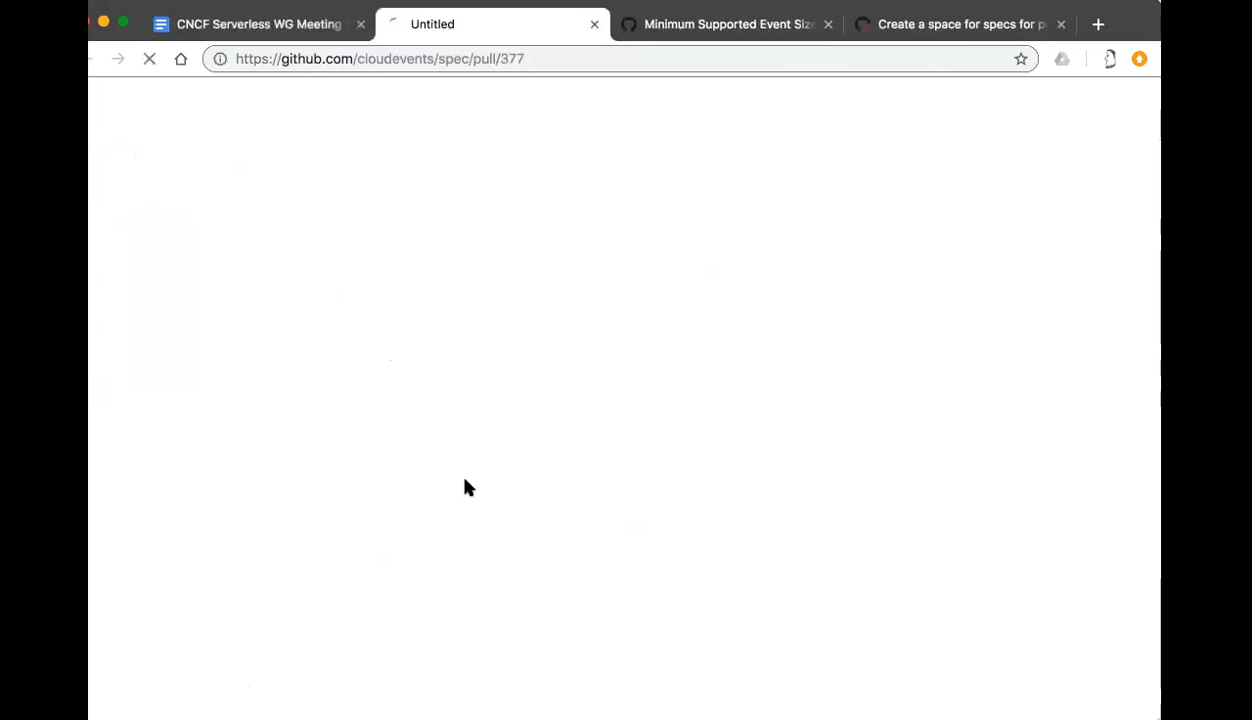 CNCF Serverless WG Meeting
Untitled
Minimum Supported Event Siz
Create a space for specs for p
https://github.com/cloudevents/spec/pull/377